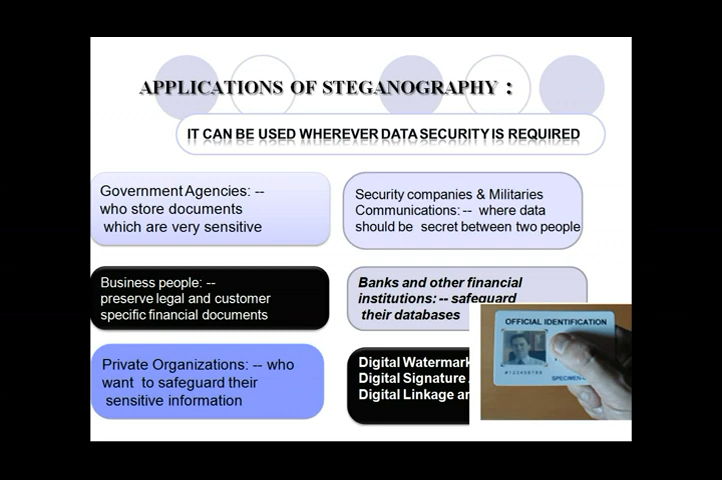 APPLICATIONS OF STEGANOGRAPHY :
IT CAN BE USED WHEREVER DATA SECURITY IS REQUIRED
Government Agencies: --
who store documents
which are very sensitive
Security companies & Militaries
Communications: -- where data
should be secret between two people
Business people: --
preserve legal and customer
specific financial documents
Banks and other financial
institutions: -- safeguard
their databases
Private Organizations: -- who
want to safeguard their
sensitive information
Digital
Digital Signature
Digital Linkage
OFFICIAL IDENTIFICATION
#123456789